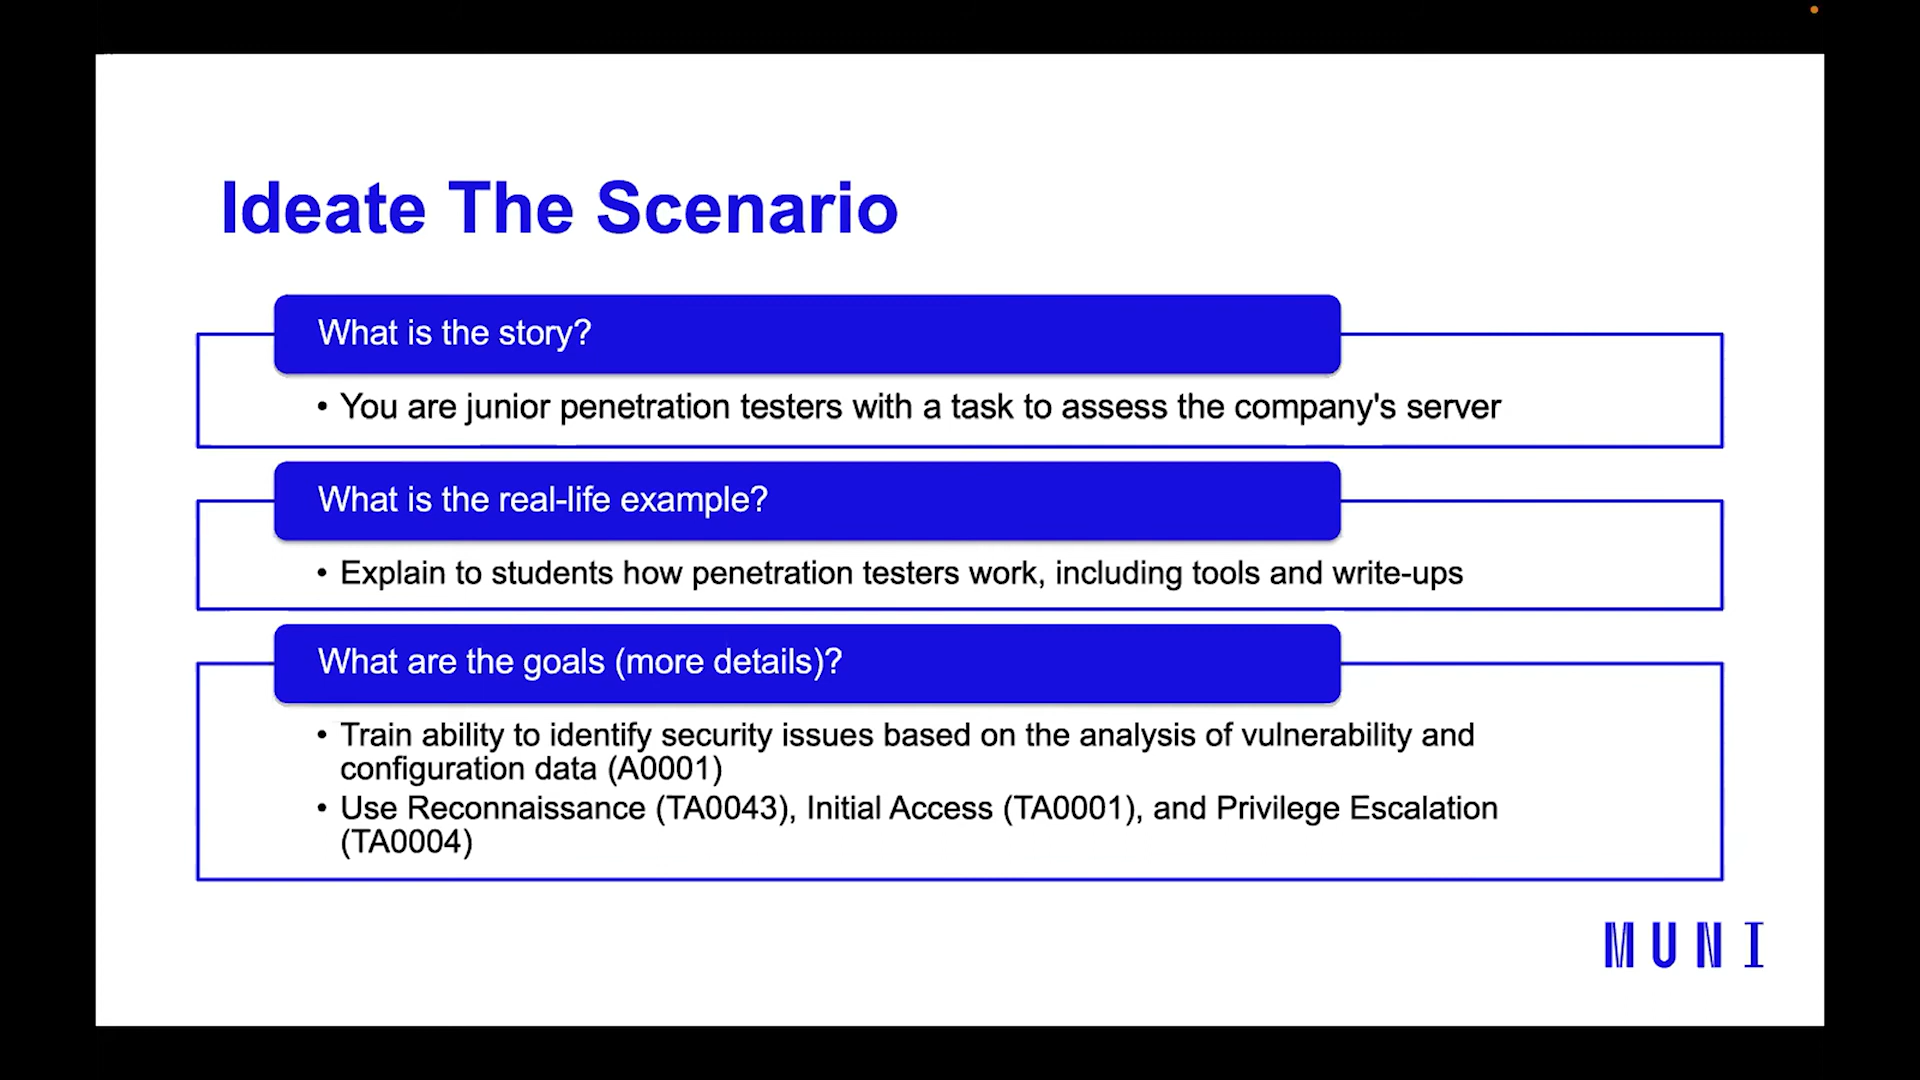 Ideate The Scenario
What is the story?
• You are junior penetration testers with a task to assess the company's server
What is the real-life example?
• Explain to students how penetration testers work, including tools and write-ups
What are the goals (more details)?
• Train ability to identify security issues based on the analysis of vulnerability and
configuration data (A0001)
• Use Reconnaissance (TA0043), Initial Access (TA0001), and Privilege Escalation
(TA0004)
MUNI